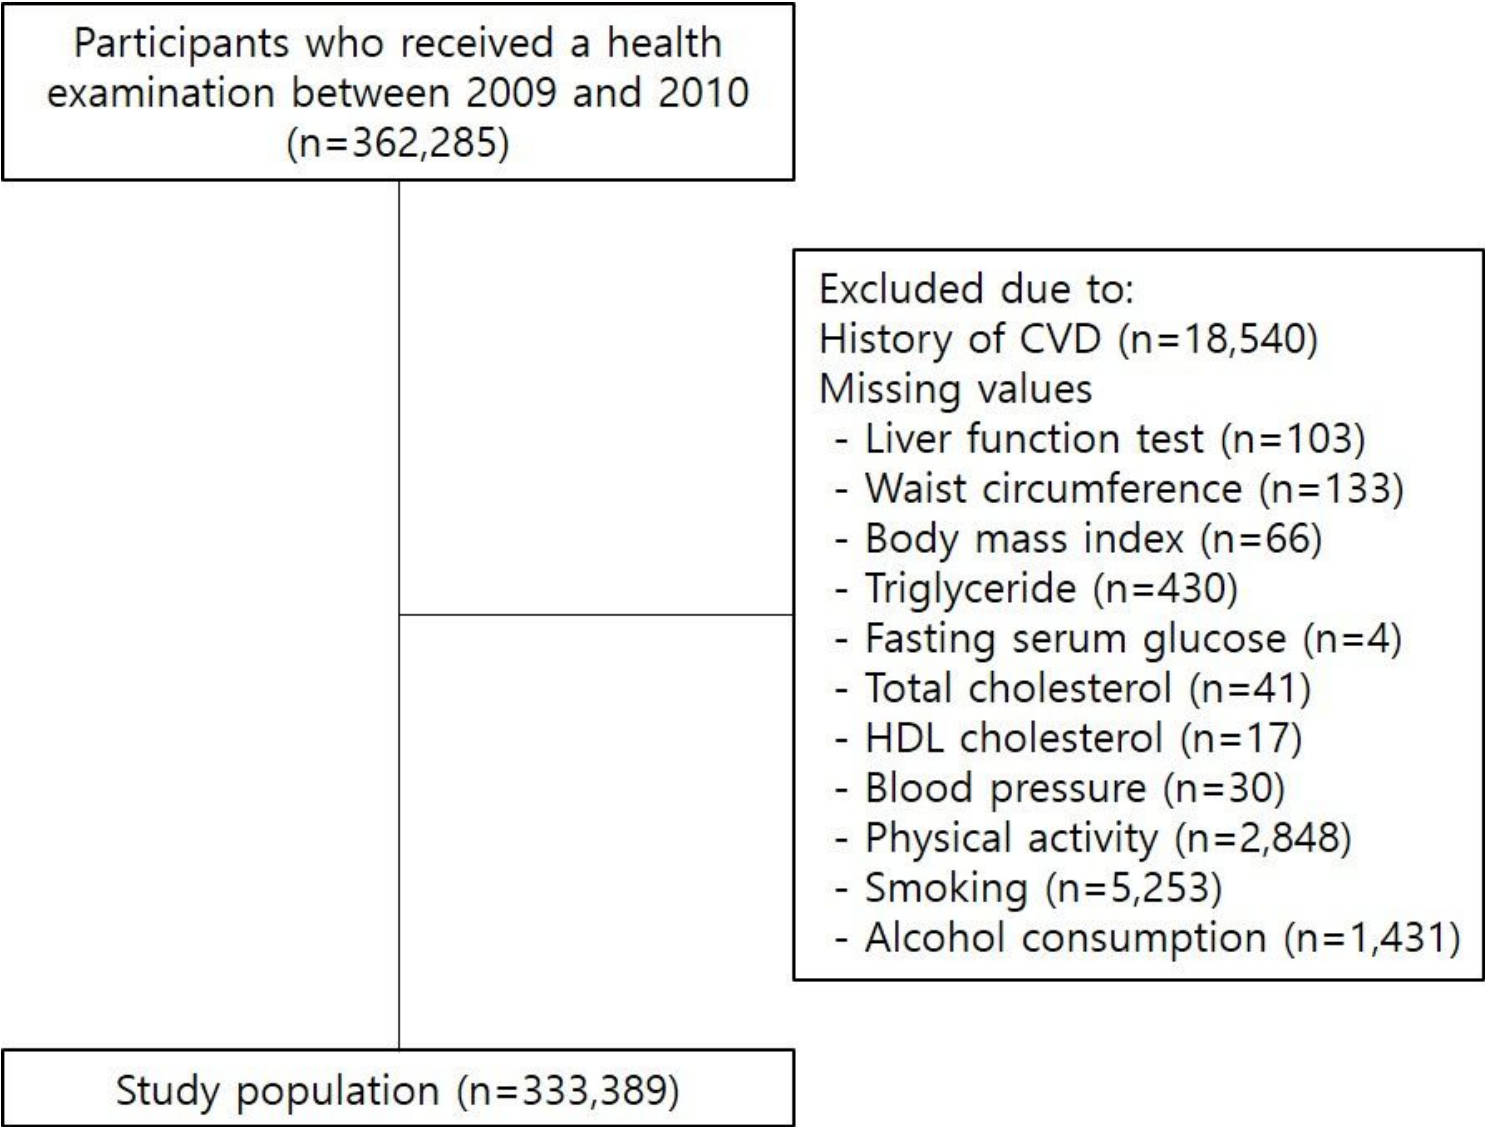 Participants who received a health
examination between 2009 and 2010
(n=362,285)
Excluded due to:
History of CVD (n=18,540)
Missing values
- Liver function test (n=103)
- Waist circumference (n=133)
- Body mass index (n=66)
- Triglyceride (n=430)
- Fasting serum glucose (n=4)
- Total cholesterol (n=41)
- HDL cholesterol (n=17)
- Blood pressure (n=30)
- Physical activity (n=2,848)
- Smoking (n=5,253)
- Alcohol consumption (n=1,431)
Study population (n=333,389)